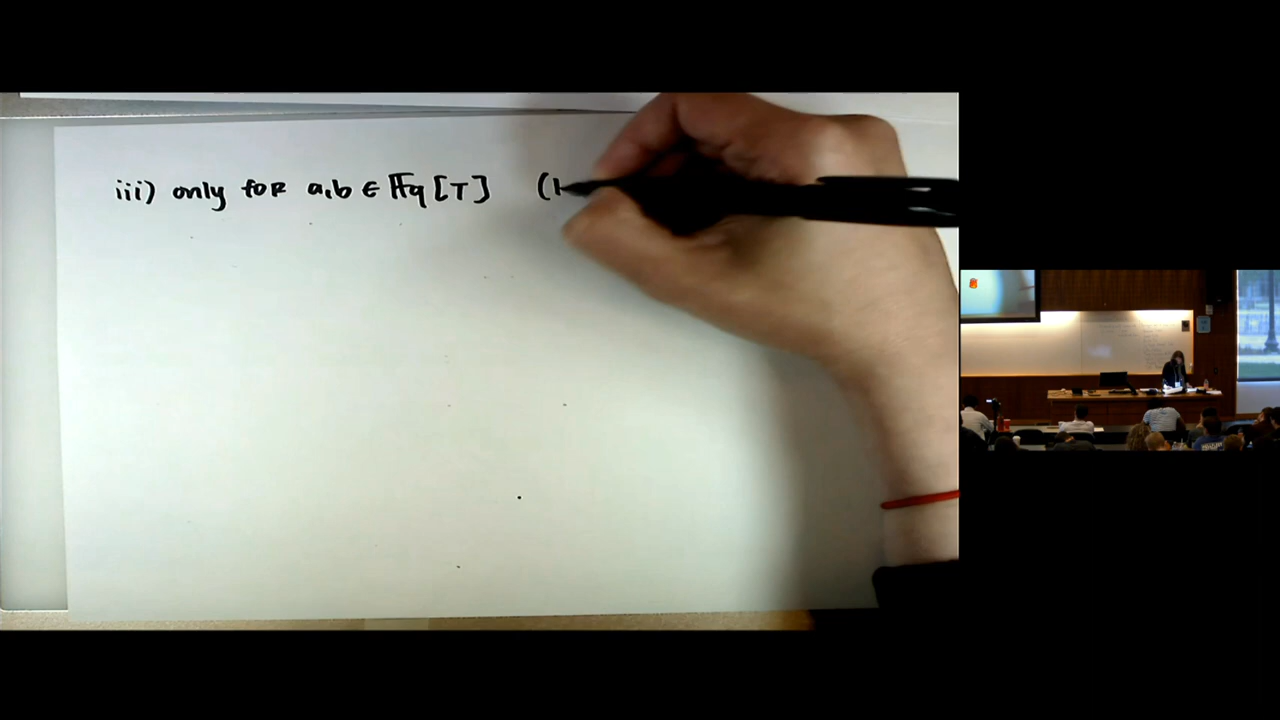 iii) only for a,b ∈ 𝔽q[T] (